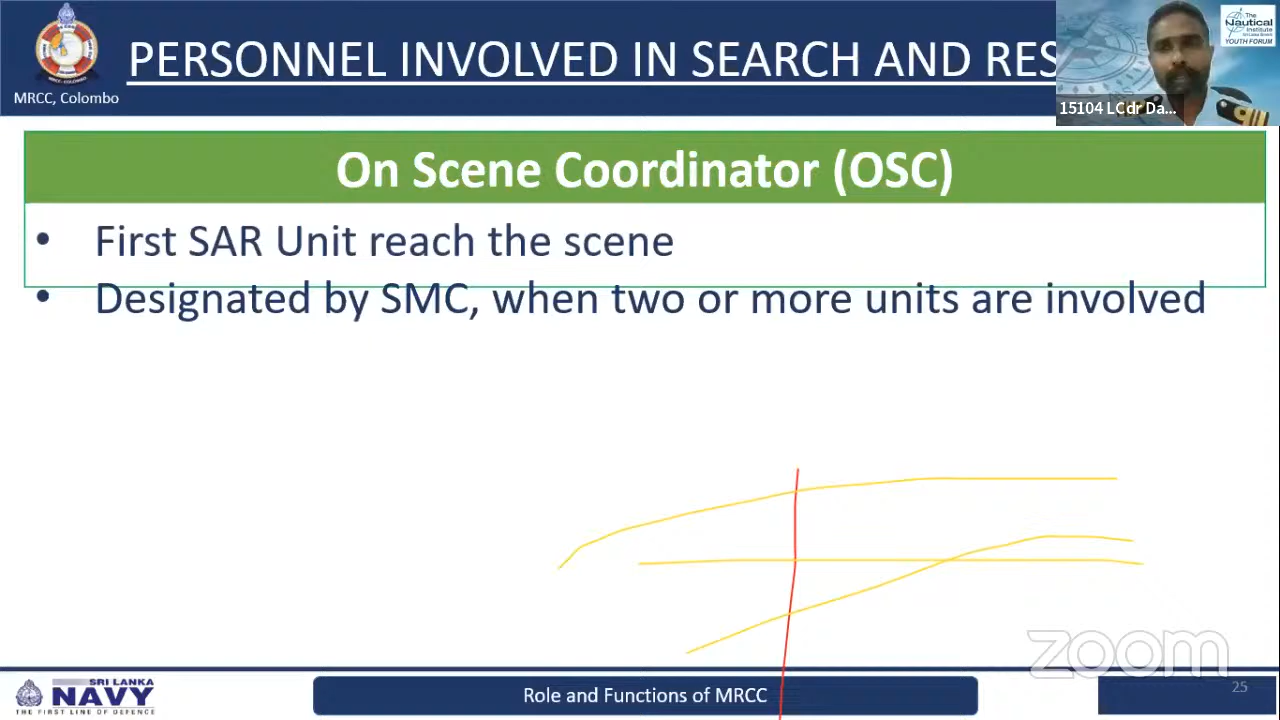 PERSONNEL INVOLVED IN SEARCH AND RES
MRCC, Colombo
The Nautical Institute
YOUTH FORUM
15104 LCdr Da...
On Scene Coordinator (OSC)
• First SAR Unit reach the scene
• Designated by SMC, when two or more units are involved
zoom
SRI LANKA
NAVY
THE FIRST LINE OF DEFENCE
Role and Functions of MRCC
25